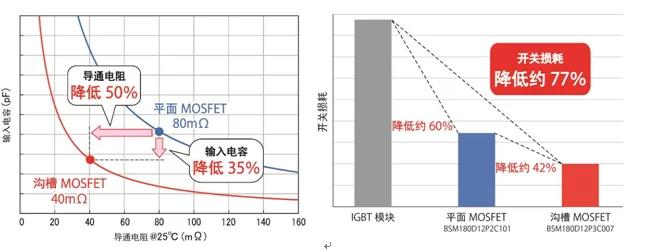 输入电容 (pF)
导通电阻
降低 50%
平面 MOSFET
80mΩ
输入电容
降低 35%
沟槽 MOSFET
40mΩ
0 20 40 60 80 100 120 140 160
导通电阻 @25℃ ( mΩ )
开关损耗
开关损耗
降低约 77%
降低约 60%
降低约 42%
IGBT 模块
平面 MOSFET
BSM180D12P2C101
沟槽 MOSFET
BSM180D12P3C007